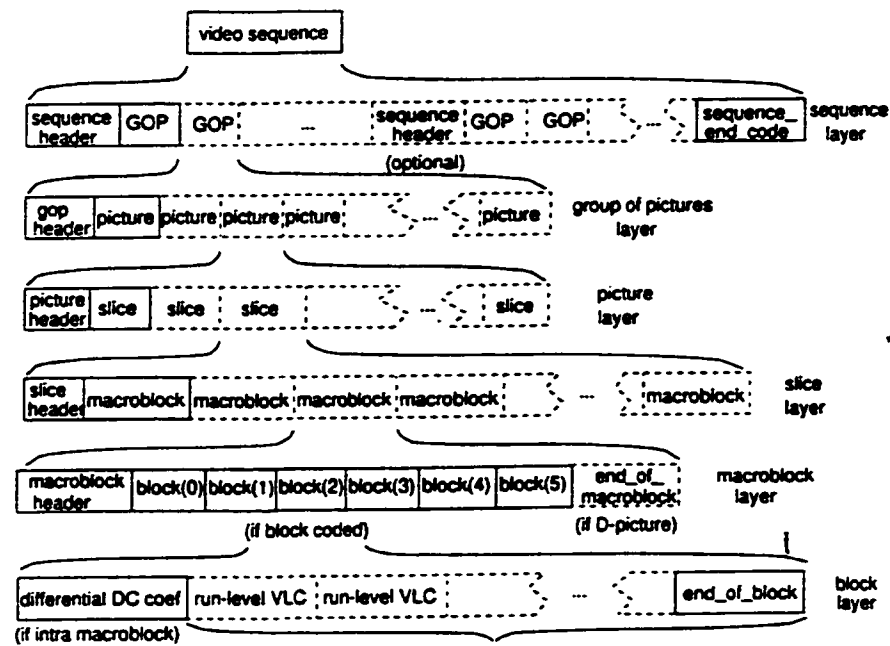 video sequence
sequence header GOP GOP ... sequence header GOP GOP ... sequence_end_code sequence layer
(optional)
gop header picture picture picture picture ... picture group of pictures layer
picture header slice slice slice ... slice picture layer
slice header macroblock macroblock macroblock macroblock ... macroblock slice layer
macroblock header block(0) block(1) block(2) block(3) block(4) block(5) end_of_macroblock macroblock layer
(if block coded) (if D-picture)
differential DC coef run-level VLC run-level VLC ... end_of_block block layer
(if intra macroblock)